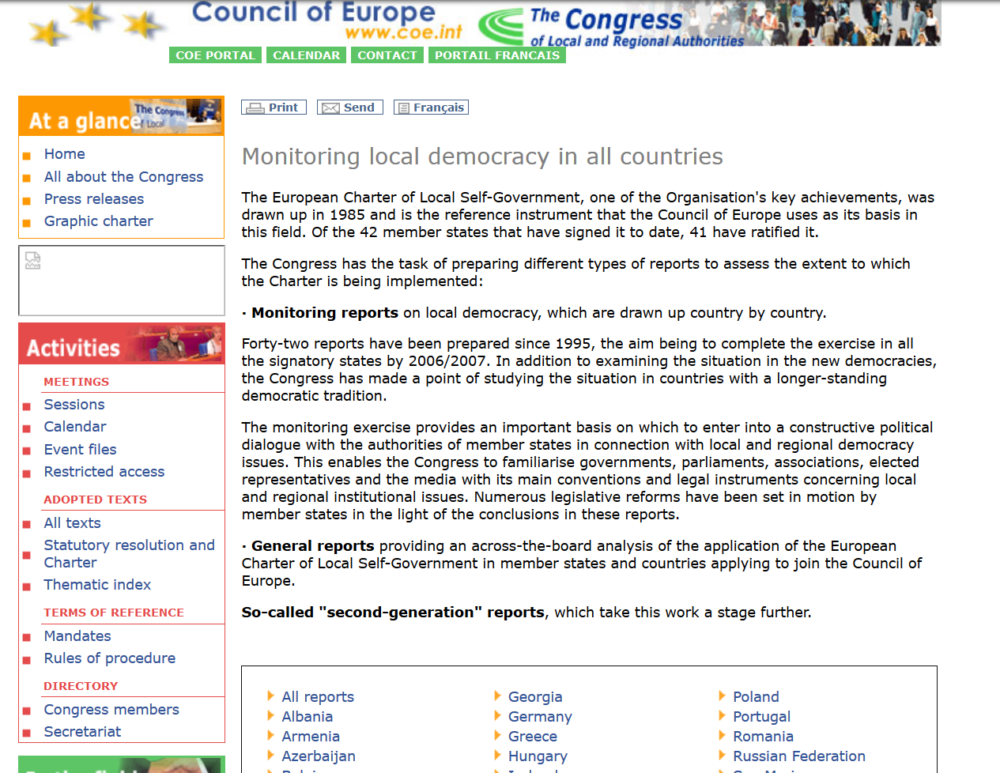 Council of Europe
www.coe.int
The Congress
of Local and Regional Authorities
COE PORTAL CALENDAR CONTACT PORTAIL FRANCAIS
At a glance
The Congress
of Local
Home
All about the Congress
Press releases
Graphic charter
Activities
MEETINGS
Sessions
Calendar
Event files
Restricted access
ADOPTED TEXTS
All texts
Statutory resolution and
Charter
Thematic index
TERMS OF REFERENCE
Mandates
Rules of procedure
DIRECTORY
Congress members
Secretariat
Print Send Français
Monitoring local democracy in all countries
The European Charter of Local Self-Government, one of the Organisation's key achievements, was
drawn up in 1985 and is the reference instrument that the Council of Europe uses as its basis in
this field. Of the 42 member states that have signed it to date, 41 have ratified it.
The Congress has the task of preparing different types of reports to assess the extent to which
the Charter is being implemented:
· Monitoring reports on local democracy, which are drawn up country by country.
Forty-two reports have been prepared since 1995, the aim being to complete the exercise in all
the signatory states by 2006/2007. In addition to examining the situation in the new democracies,
the Congress has made a point of studying the situation in countries with a longer-standing
democratic tradition.
The monitoring exercise provides an important basis on which to enter into a constructive political
dialogue with the authorities of member states in connection with local and regional democracy
issues. This enables the Congress to familiarise governments, parliaments, associations, elected
representatives and the media with its main conventions and legal instruments concerning local
and regional institutional issues. Numerous legislative reforms have been set in motion by
member states in the light of the conclusions in these reports.
· General reports providing an across-the-board analysis of the application of the European
Charter of Local Self-Government in member states and countries applying to join the Council of
Europe.
So-called "second-generation" reports, which take this work a stage further.
All reports
Albania
Armenia
Azerbaijan
Georgia
Germany
Greece
Hungary
Poland
Portugal
Romania
Russian Federation